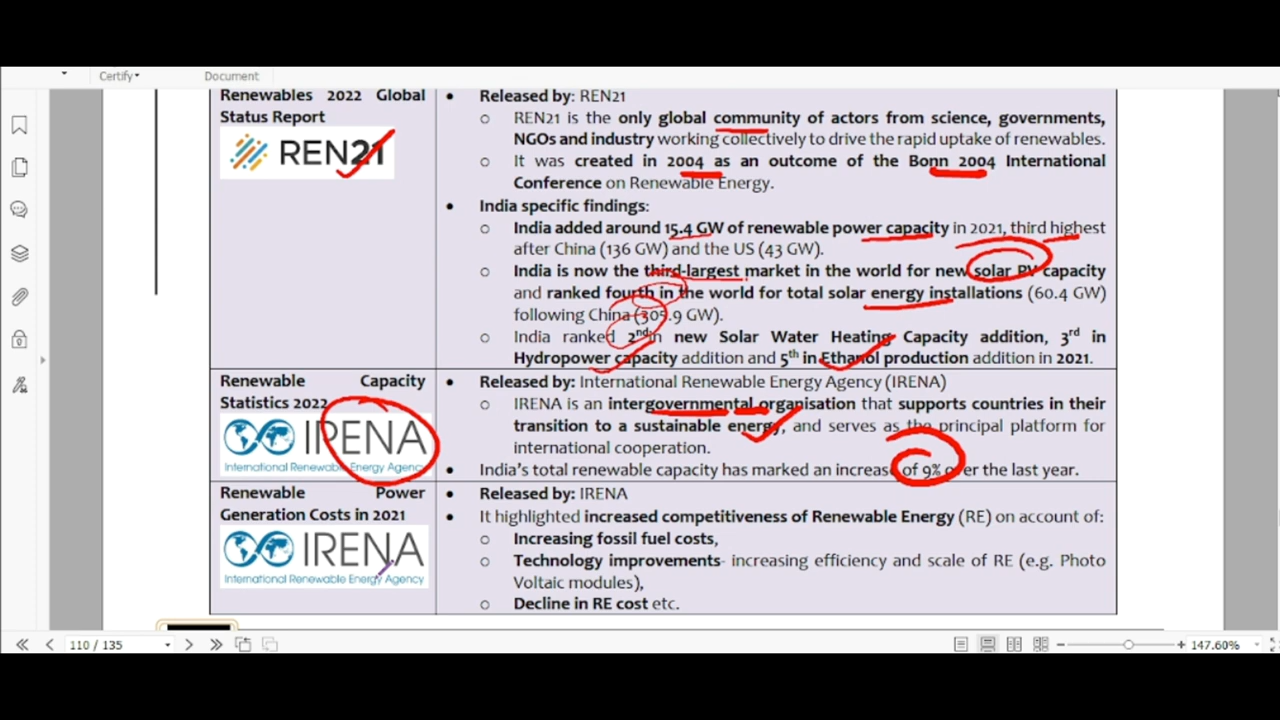 Certify
Document
Renewables 2022 Global
Status Report
REN21
• Released by: REN21
○ REN21 is the only global community of actors from science, governments,
NGOs and industry working collectively to drive the rapid uptake of renewables.
○ It was created in 2004 as an outcome of the Bonn 2004 International
Conference on Renewable Energy.
• India specific findings:
○ India added around 15.4 GW of renewable power capacity in 2021, third highest
after China (136 GW) and the US (43 GW).
○ India is now the third-largest market in the world for new solar PV capacity
and ranked fourth in the world for total solar energy installations (60.4 GW)
following China (305.9 GW).
○ India ranked 2nd in new Solar Water Heating Capacity addition, 3rd in
Hydropower capacity addition and 5th in Ethanol production addition in 2021.
Renewable Capacity
Statistics 2022
IRENA
International Renewable Energy Agency
• Released by: International Renewable Energy Agency (IRENA)
○ IRENA is an intergovernmental organisation that supports countries in their
transition to a sustainable energy, and serves as the principal platform for
international cooperation.
• India's total renewable capacity has marked an increase of 9% over the last year.
Renewable Power
Generation Costs in 2021
IRENA
International Renewable Energy Agency
• Released by: IRENA
• It highlighted increased competitiveness of Renewable Energy (RE) on account of:
○ Increasing fossil fuel costs,
○ Technology improvements- increasing efficiency and scale of RE (e.g. Photo
Voltaic modules),
○ Decline in RE cost etc.
110 / 135
147.60%